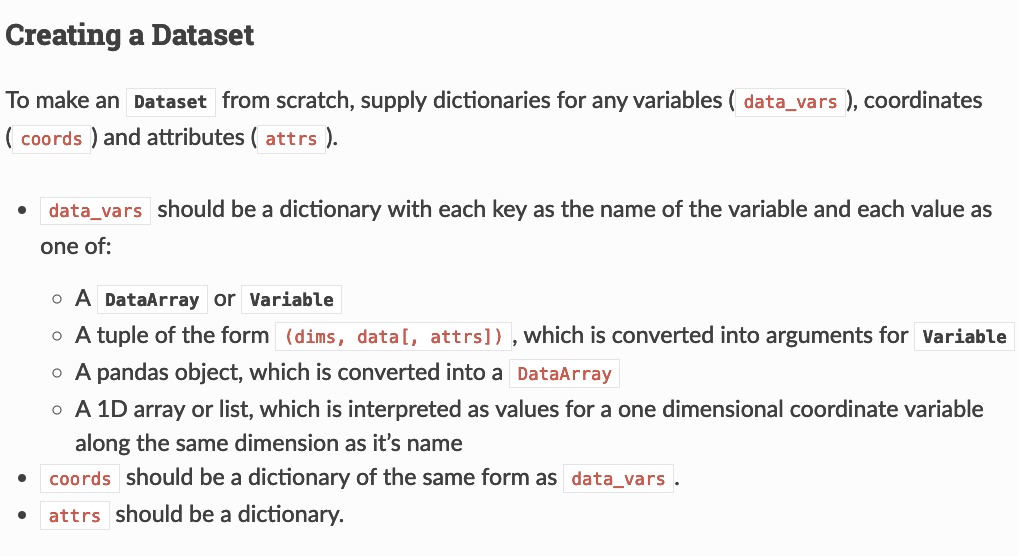 Creating a Dataset
To make an Dataset from scratch, supply dictionaries for any variables ( data_vars ), coordinates
( coords ) and attributes ( attrs ).
• data_vars should be a dictionary with each key as the name of the variable and each value as
one of:
◦ A DataArray or Variable
◦ A tuple of the form (dims, data[, attrs]) , which is converted into arguments for Variable
◦ A pandas object, which is converted into a DataArray
◦ A 1D array or list, which is interpreted as values for a one dimensional coordinate variable
along the same dimension as it’s name
• coords should be a dictionary of the same form as data_vars .
• attrs should be a dictionary.